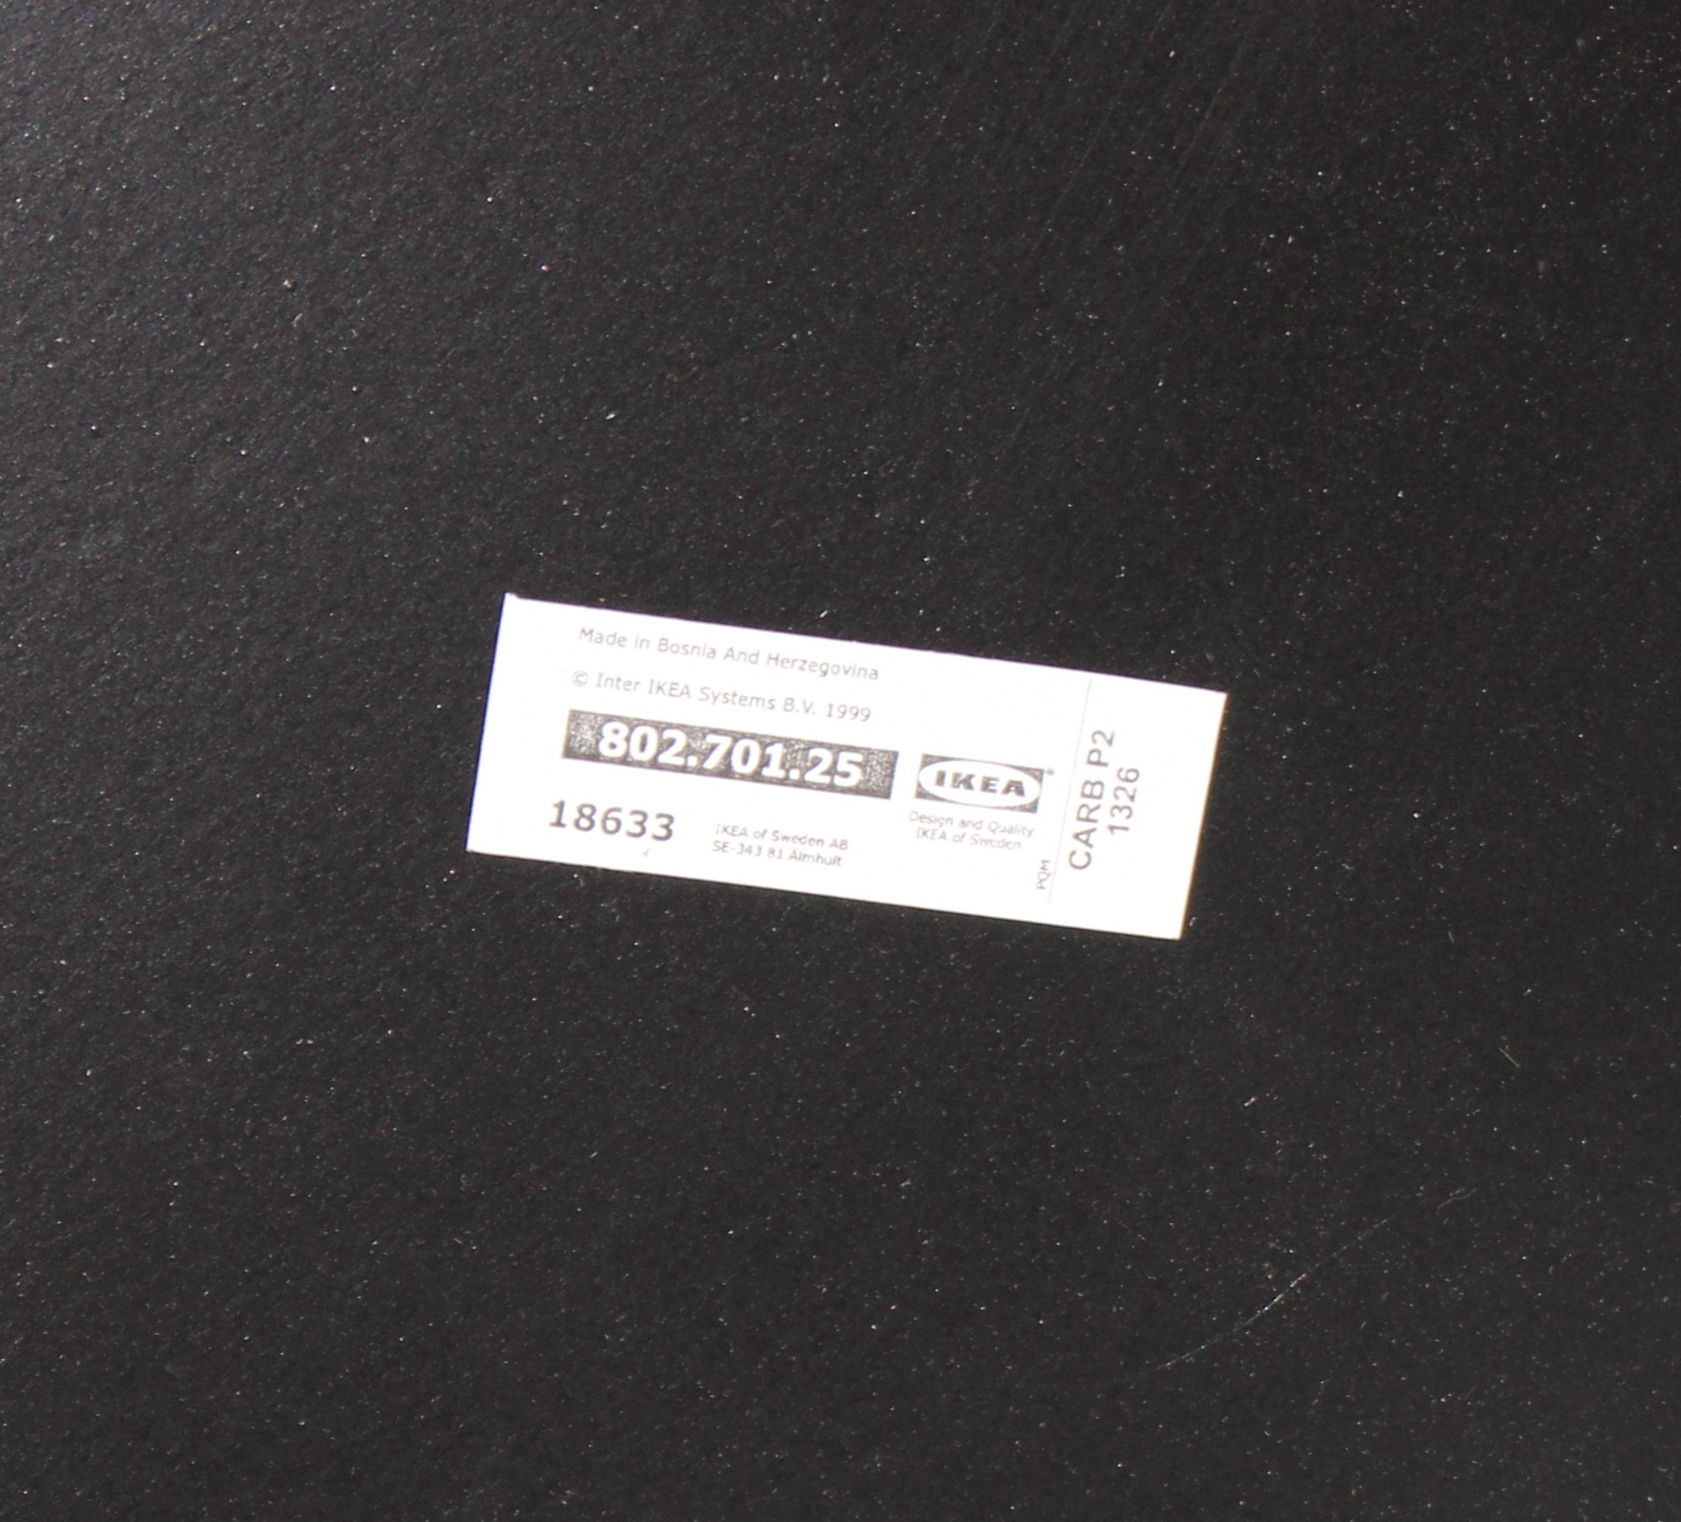 Made in Bosnia And Herzegovina
© Inter IKEA Systems B.V. 1999
802.701.25
18633
IKEA of Sweden AB
SE-343 81 Älmhult
IKEA®
Design and Quality
IKEA of Sweden
PQM
CARB P2
1326